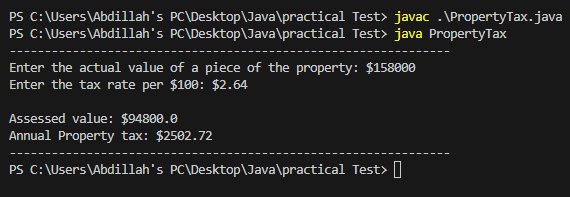 PS C:\Users\Abdillah's PC\Desktop\Java\practical Test> javac .\PropertyTax.java
PS C:\Users\Abdillah's PC\Desktop\Java\practical Test> java PropertyTax
---------------------------------------------------------------
Enter the actual value of a piece of the property: $158000
Enter the tax rate per $100: $2.64
Assessed value: $94800.0
Annual Property tax: $2502.72
---------------------------------------------------------------
PS C:\Users\Abdillah's PC\Desktop\Java\practical Test>